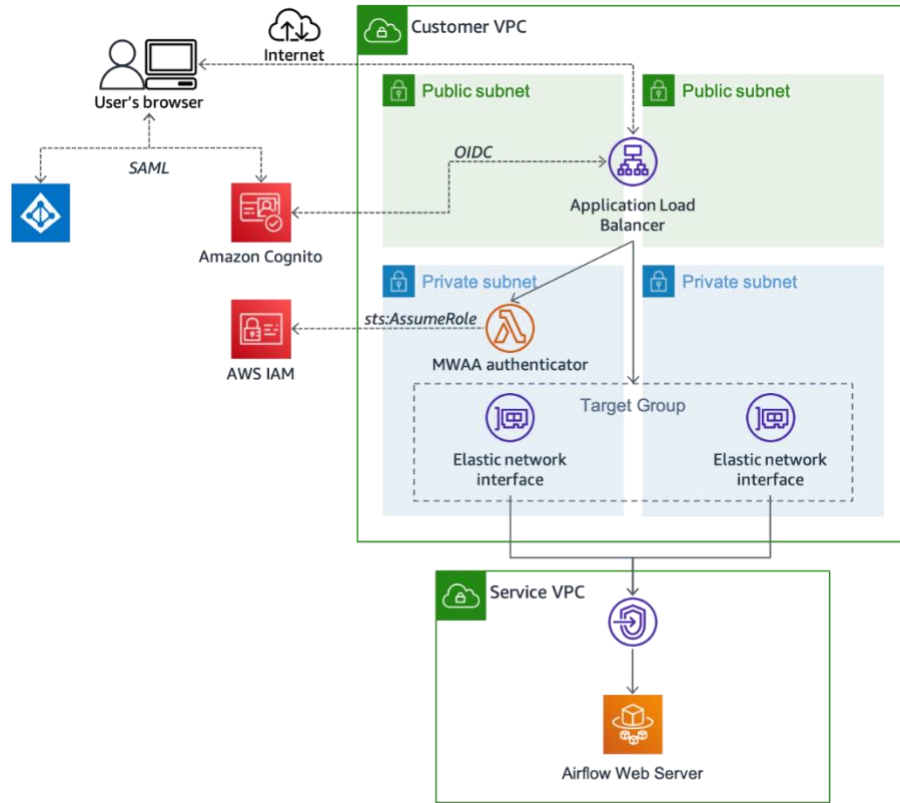 Customer VPC
Internet
User's browser
Public subnet
Public subnet
SAML
OIDC
Application Load
Balancer
Amazon Cognito
Private subnet
Private subnet
sts:AssumeRole
MWAA authenticator
AWS IAM
Target Group
Elastic network
interface
Elastic network
interface
Service VPC
Airflow Web Server